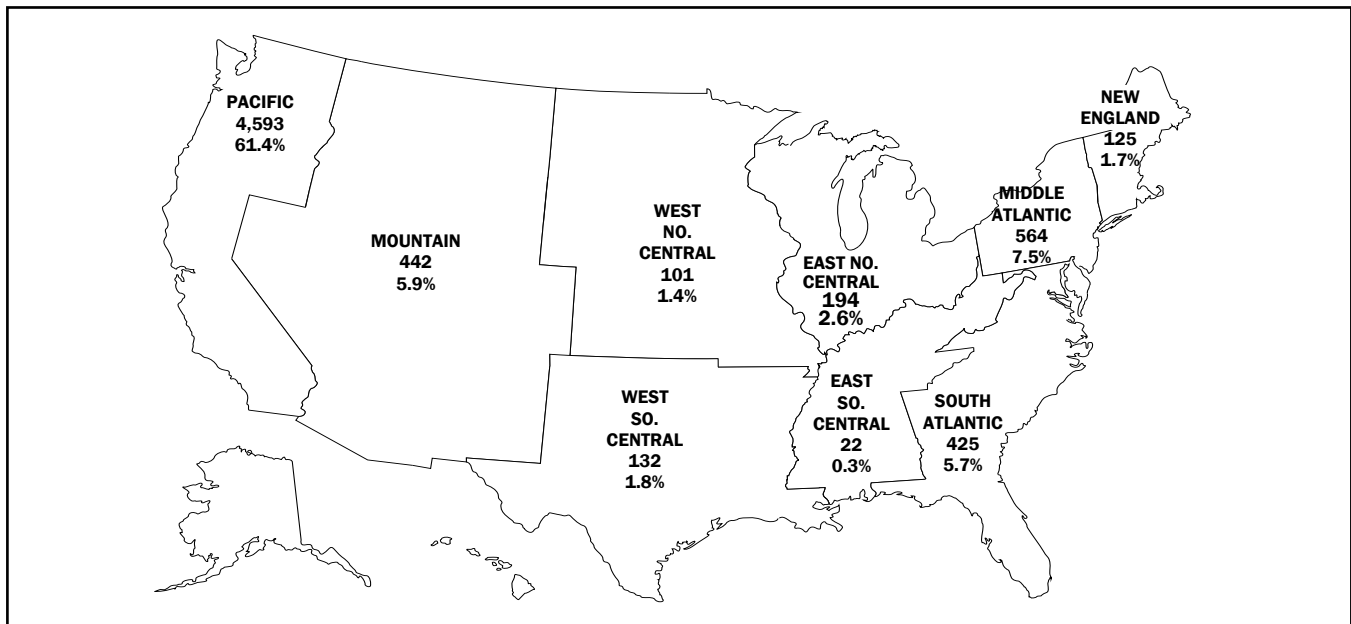 PACIFIC
4,593
61.4%
MOUNTAIN
442
5.9%
WEST
NO.
CENTRAL
101
1.4%
EAST NO.
CENTRAL
194
2.6%
NEW
ENGLAND
125
1.7%
MIDDLE
ATLANTIC
564
7.5%
WEST
SO.
CENTRAL
132
1.8%
EAST
SO.
CENTRAL
22
0.3%
SOUTH
ATLANTIC
425
5.7%